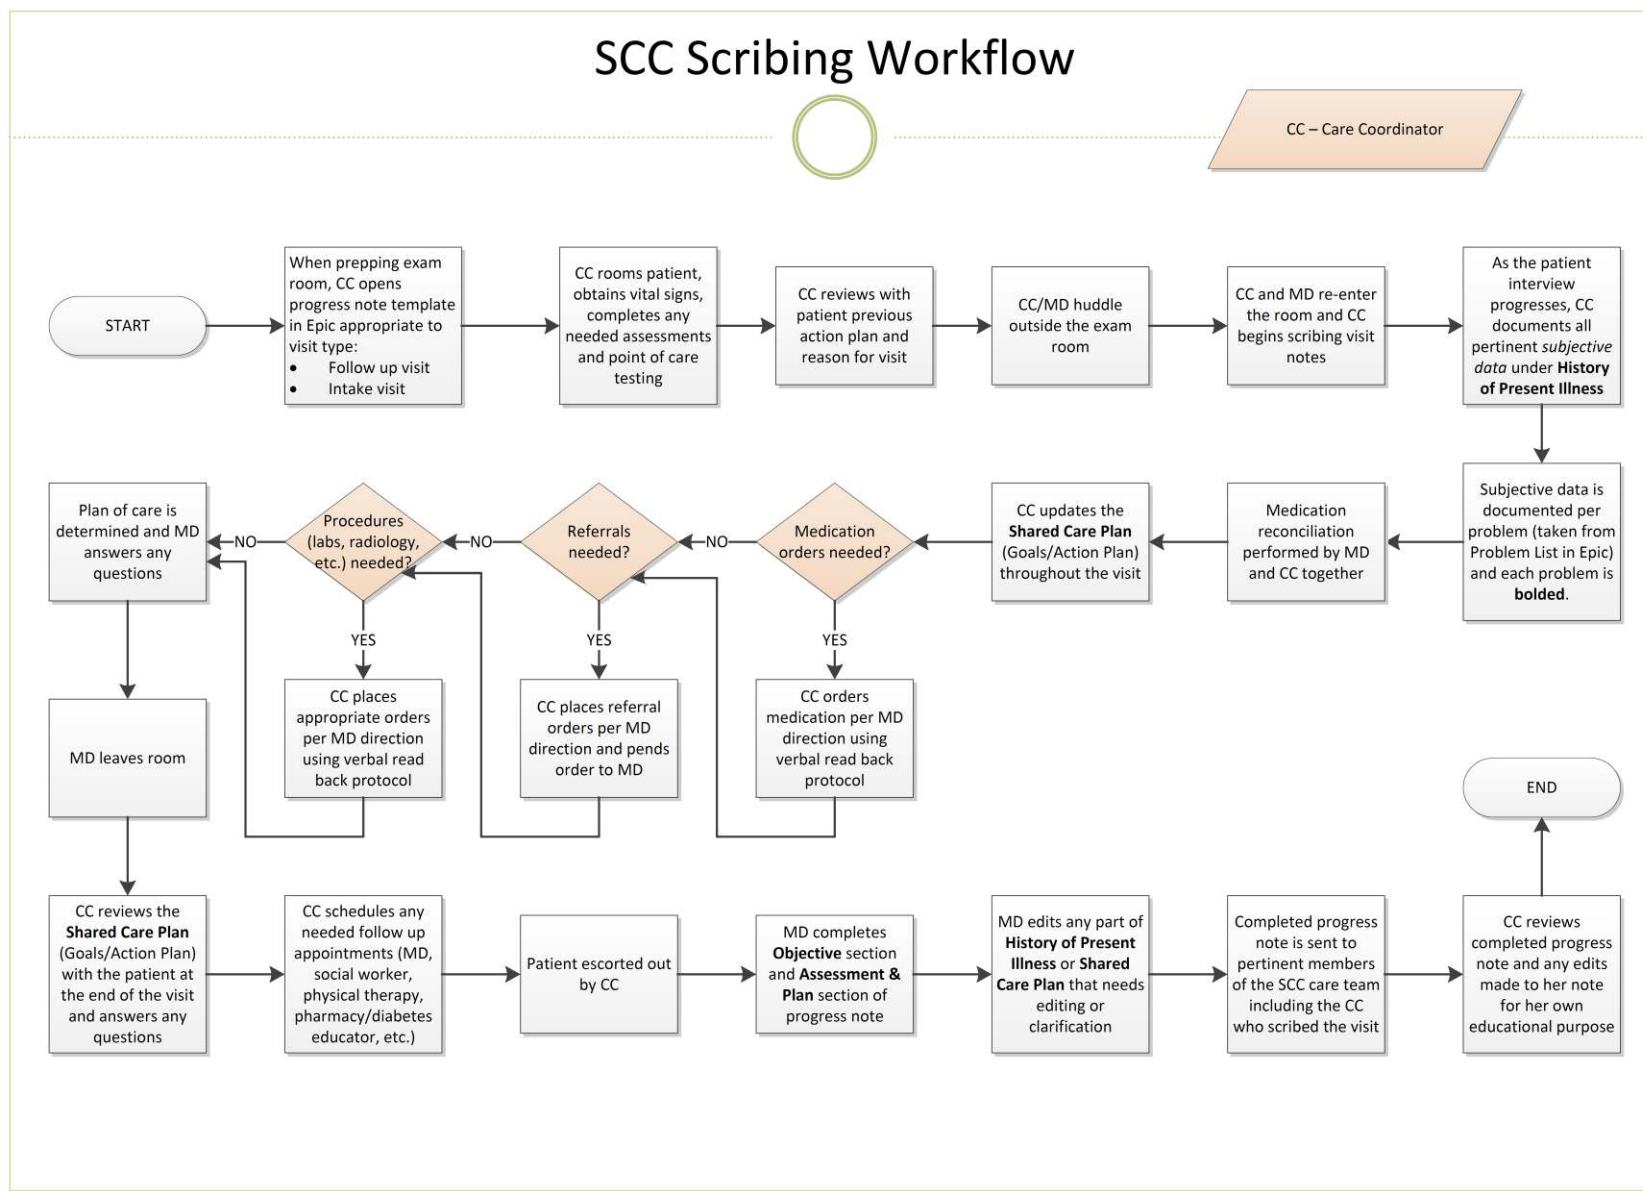 SCC Scribing Workflow
CC – Care Coordinator
START
When prepping exam
room, CC opens
progress note template
in Epic appropriate to
visit type:
• Follow up visit
• Intake visit
CC rooms patient,
obtains vital signs,
completes any
needed assessments
and point of care
testing
CC reviews with
patient previous
action plan and
reason for visit
CC/MD huddle
outside the exam
room
CC and MD re-enter
the room and CC
begins scribing visit
notes
As the patient
interview
progresses, CC
documents all
pertinent subjective
data under History
of Present Illness
Subjective data is
documented per
problem (taken from
Problem List in Epic)
and each problem is
bolded.
Medication
reconciliation
performed by MD
and CC together
CC updates the
Shared Care Plan
(Goals/Action Plan)
throughout the visit
Medication
orders needed?
NO
YES
CC orders
medication per MD
direction using
verbal read back
protocol
Referrals
needed?
NO
YES
CC places referral
orders per MD
direction and pends
order to MD
Procedures
(labs, radiology,
etc.) needed?
NO
YES
CC places
appropriate orders
per MD direction
using verbal read
back protocol
Plan of care is
determined and MD
answers any
questions
MD leaves room
CC reviews the
Shared Care Plan
(Goals/Action Plan)
with the patient at
the end of the visit
and answers any
questions
CC schedules any
needed follow up
appointments (MD,
social worker,
physical therapy,
pharmacy/diabetes
educator, etc.)
Patient escorted out
by CC
MD completes
Objective section
and Assessment &
Plan section of
progress note
MD edits any part of
History of Present
Illness or Shared
Care Plan that needs
editing or
clarification
Completed progress
note is sent to
pertinent members
of the SCC care team
including the CC
who scribed the visit
CC reviews
completed progress
note and any edits
made to her note
for her own
educational purpose
END